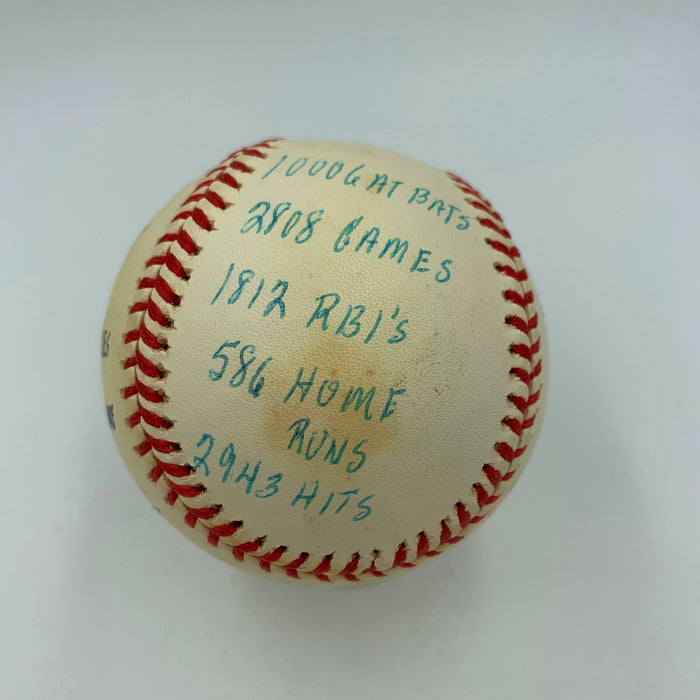 10006 AT BATS
2808 GAMES
1812 RBI'S
586 HOME
RUNS
2943 HITS